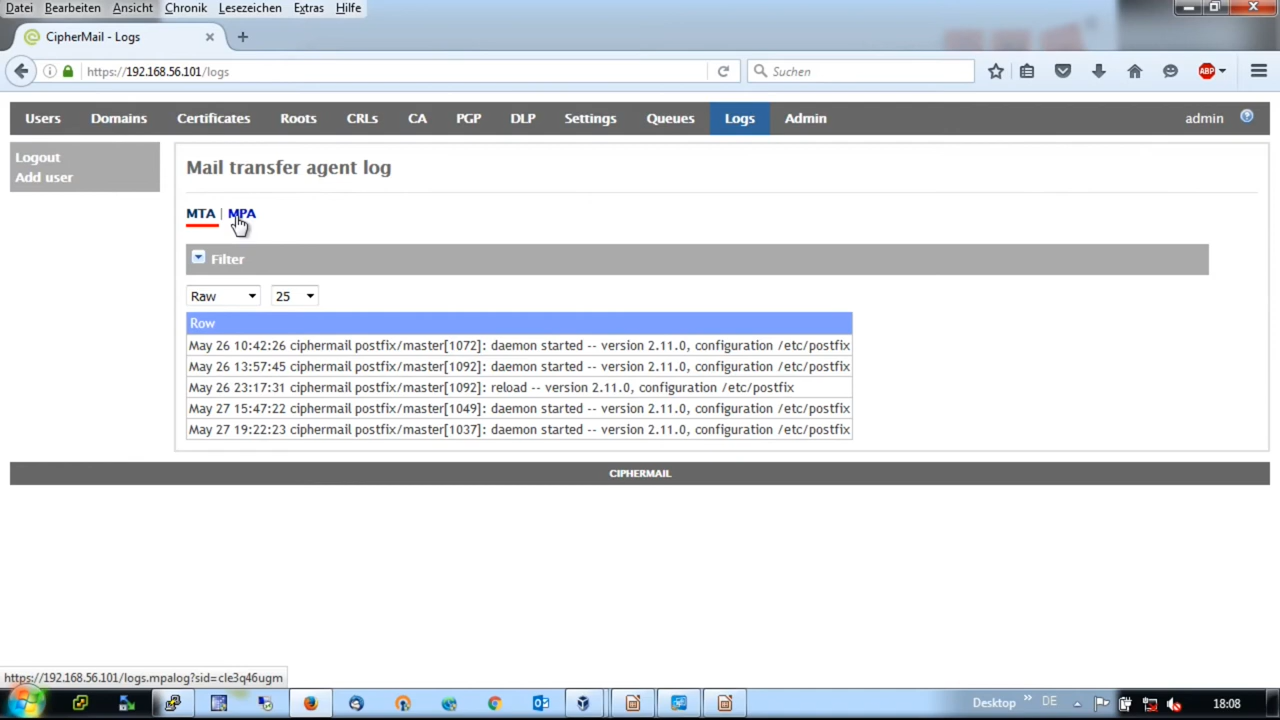 Datei Bearbeiten Ansicht Chronik Lesezeichen Extras Hilfe
CipherMail - Logs
https://192.168.56.101/logs
Suchen
ABP
Users Domains Certificates Roots CRLs CA PGP DLP Settings Queues Logs Admin admin
Logout
Add user
Mail transfer agent log
MTA | MPA
Filter
Raw 25
Row
May 26 10:42:26 ciphermail postfix/master[1072]: daemon started -- version 2.11.0, configuration /etc/postfix
May 26 13:57:45 ciphermail postfix/master[1092]: daemon started -- version 2.11.0, configuration /etc/postfix
May 26 23:17:31 ciphermail postfix/master[1092]: reload -- version 2.11.0, configuration /etc/postfix
May 27 15:47:22 ciphermail postfix/master[1049]: daemon started -- version 2.11.0, configuration /etc/postfix
May 27 19:22:23 ciphermail postfix/master[1037]: daemon started -- version 2.11.0, configuration /etc/postfix
CIPHERMAIL
https://192.168.56.101/logs.mpalog?sid=cle3q46ugm
Desktop » DE 18:08